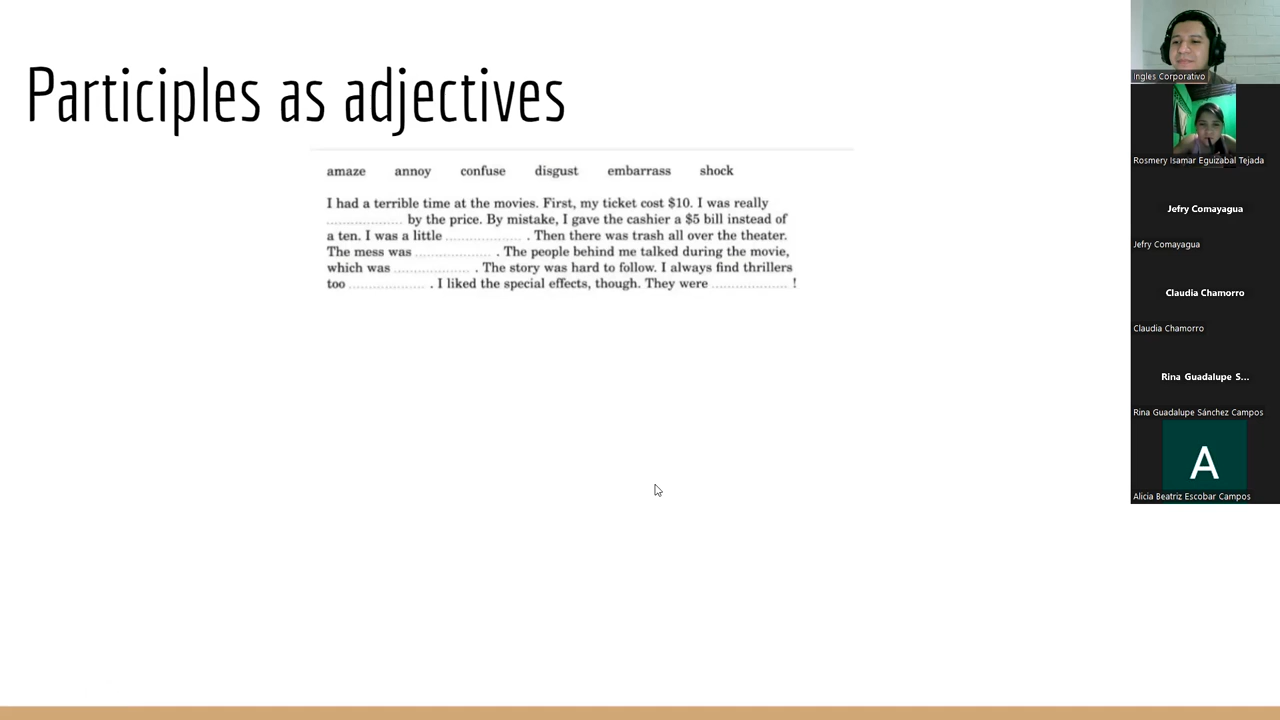 Participles as adjectives
amaze annoy confuse disgust embarrass shock
I had a terrible time at the movies. First, my ticket cost $10. I was really
.................... by the price. By mistake, I gave the cashier a $5 bill instead of
a ten. I was a little .................... . Then there was trash all over the theater.
The mess was .................... . The people behind me talked during the movie,
which was .................... . The story was hard to follow. I always find thrillers
too .................... . I liked the special effects, though. They were .................... !
Ingles Corporativo
Rosmery Isamar Eguizabal Tejada
Jefry Comayagua
Jefry Comayagua
Claudia Chamorro
Claudia Chamorro
Rina Guadalupe S...
Rina Guadalupe Sánchez Campos
A
Alicia Beatriz Escobar Campos